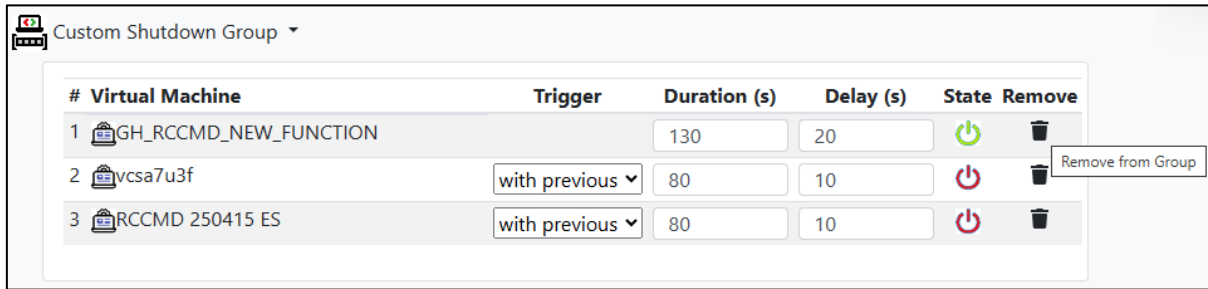 Custom Shutdown Group
# Virtual Machine Trigger Duration (s) Delay (s) State Remove
1 GH_RCCMD_NEW_FUNCTION 130 20
Remove from Group
2 vcsa7u3f with previous 80 10
3 RCCMD 250415 ES with previous 80 10